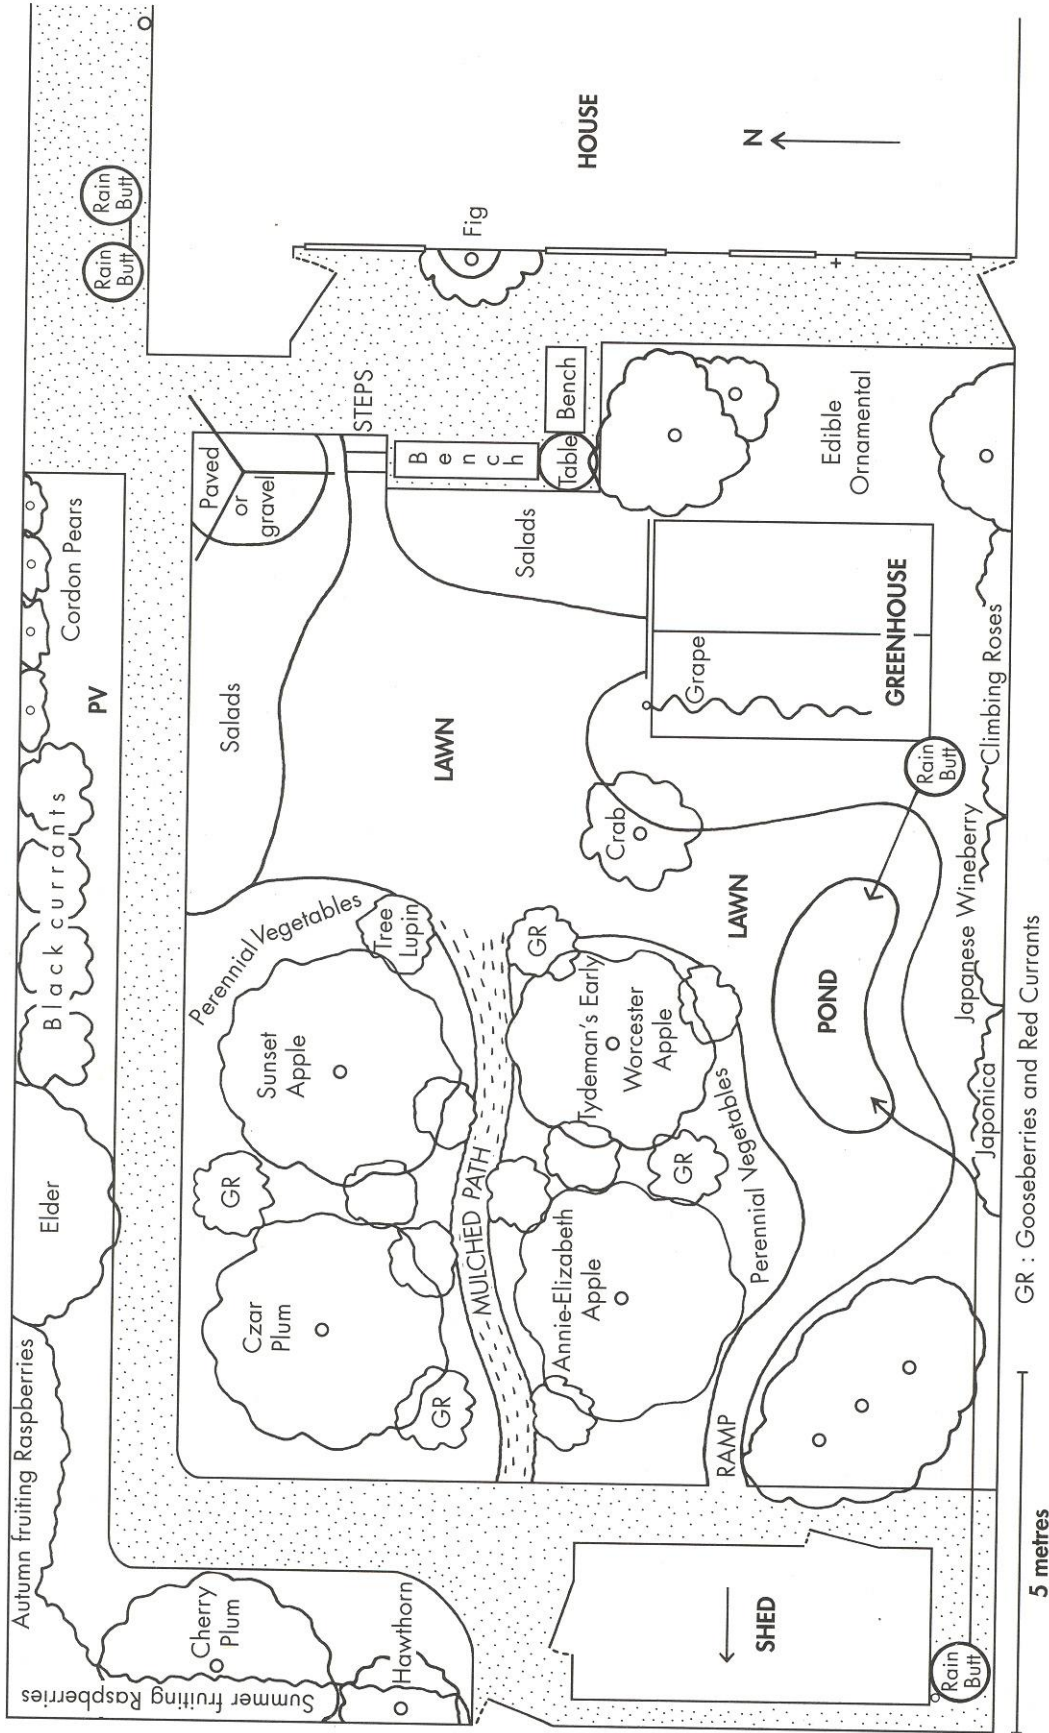 Autumn fruiting Raspberries
Elder
Black currants
Cordon Pears
PV
Rain
Butt
Rain
Butt
Summer fruiting Raspberries
Cherry
Plum
Hawthorn
Czar
Plum
GR
GR
Sunset
Apple
Perennial Vegetables
Tree
Lupin
Salads
Paved
or
gravel
STEPS
MULCHED PATH
LAWN
Salads
Bench
Table
Bench
Fig
HOUSE
N
Annie-Elizabeth
Apple
GR
Tydeman's Early
Worcester
Apple
GR
Perennial Vegetables
Crab
LAWN
Grape
GREENHOUSE
Edible
Ornamental
RAMP
POND
Rain
Butt
SHED
Rain
Butt
Japonica
Japanese Wineberry
Climbing Roses
5 metres
GR : Gooseberries and Red Currants